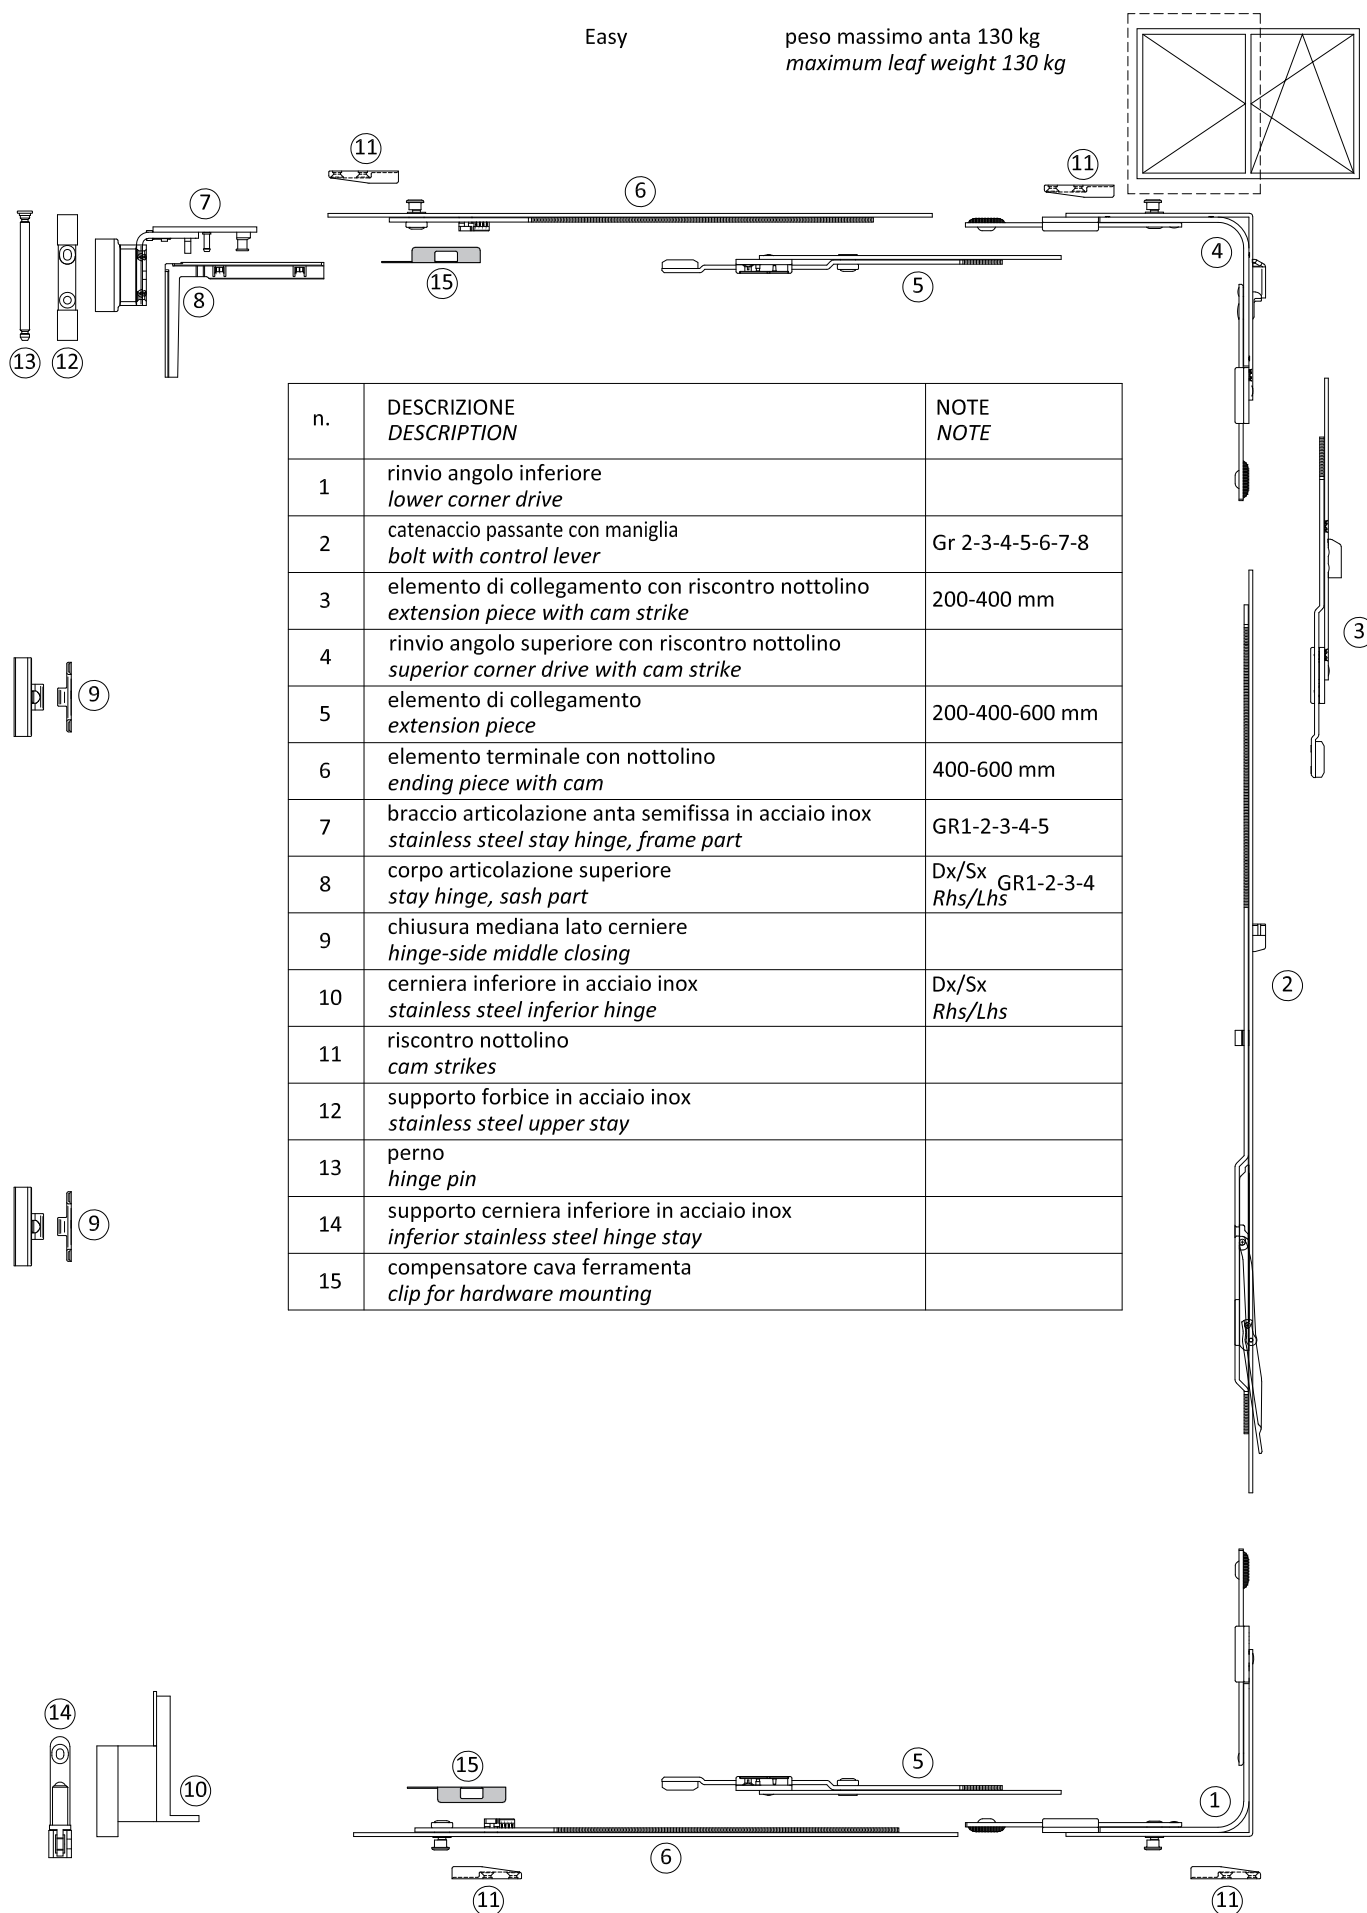 Easy
peso massimo anta 130 kg
maximum leaf weight 130 kg
11
11
6
7
4
15
5
8
13
12
n.
DESCRIZIONE
DESCRIPTION
NOTE
NOTE
1
rinvio angolo inferiore
lower corner drive
2
catenaccio passante con maniglia
bolt with control lever
Gr 2-3-4-5-6-7-8
3
elemento di collegamento con riscontro nottolino
extension piece with cam strike
200-400 mm
4
rinvio angolo superiore con riscontro nottolino
superior corner drive with cam strike
5
elemento di collegamento
extension piece
200-400-600 mm
6
elemento terminale con nottolino
ending piece with cam
400-600 mm
7
braccio articolazione anta semifissa in acciaio inox
stainless steel stay hinge, frame part
GR1-2-3-4-5
8
corpo articolazione superiore
stay hinge, sash part
Dx/Sx
Rhs/Lhs
GR1-2-3-4
9
chiusura mediana lato cerniere
hinge-side middle closing
10
cerniera inferiore in acciaio inox
stainless steel inferior hinge
Dx/Sx
Rhs/Lhs
11
riscontro nottolino
cam strikes
12
supporto forbice in acciaio inox
stainless steel upper stay
13
perno
hinge pin
14
supporto cerniera inferiore in acciaio inox
inferior stainless steel hinge stay
15
compensatore cava ferramenta
clip for hardware mounting
3
9
2
9
14
15
5
10
1
6
11
11